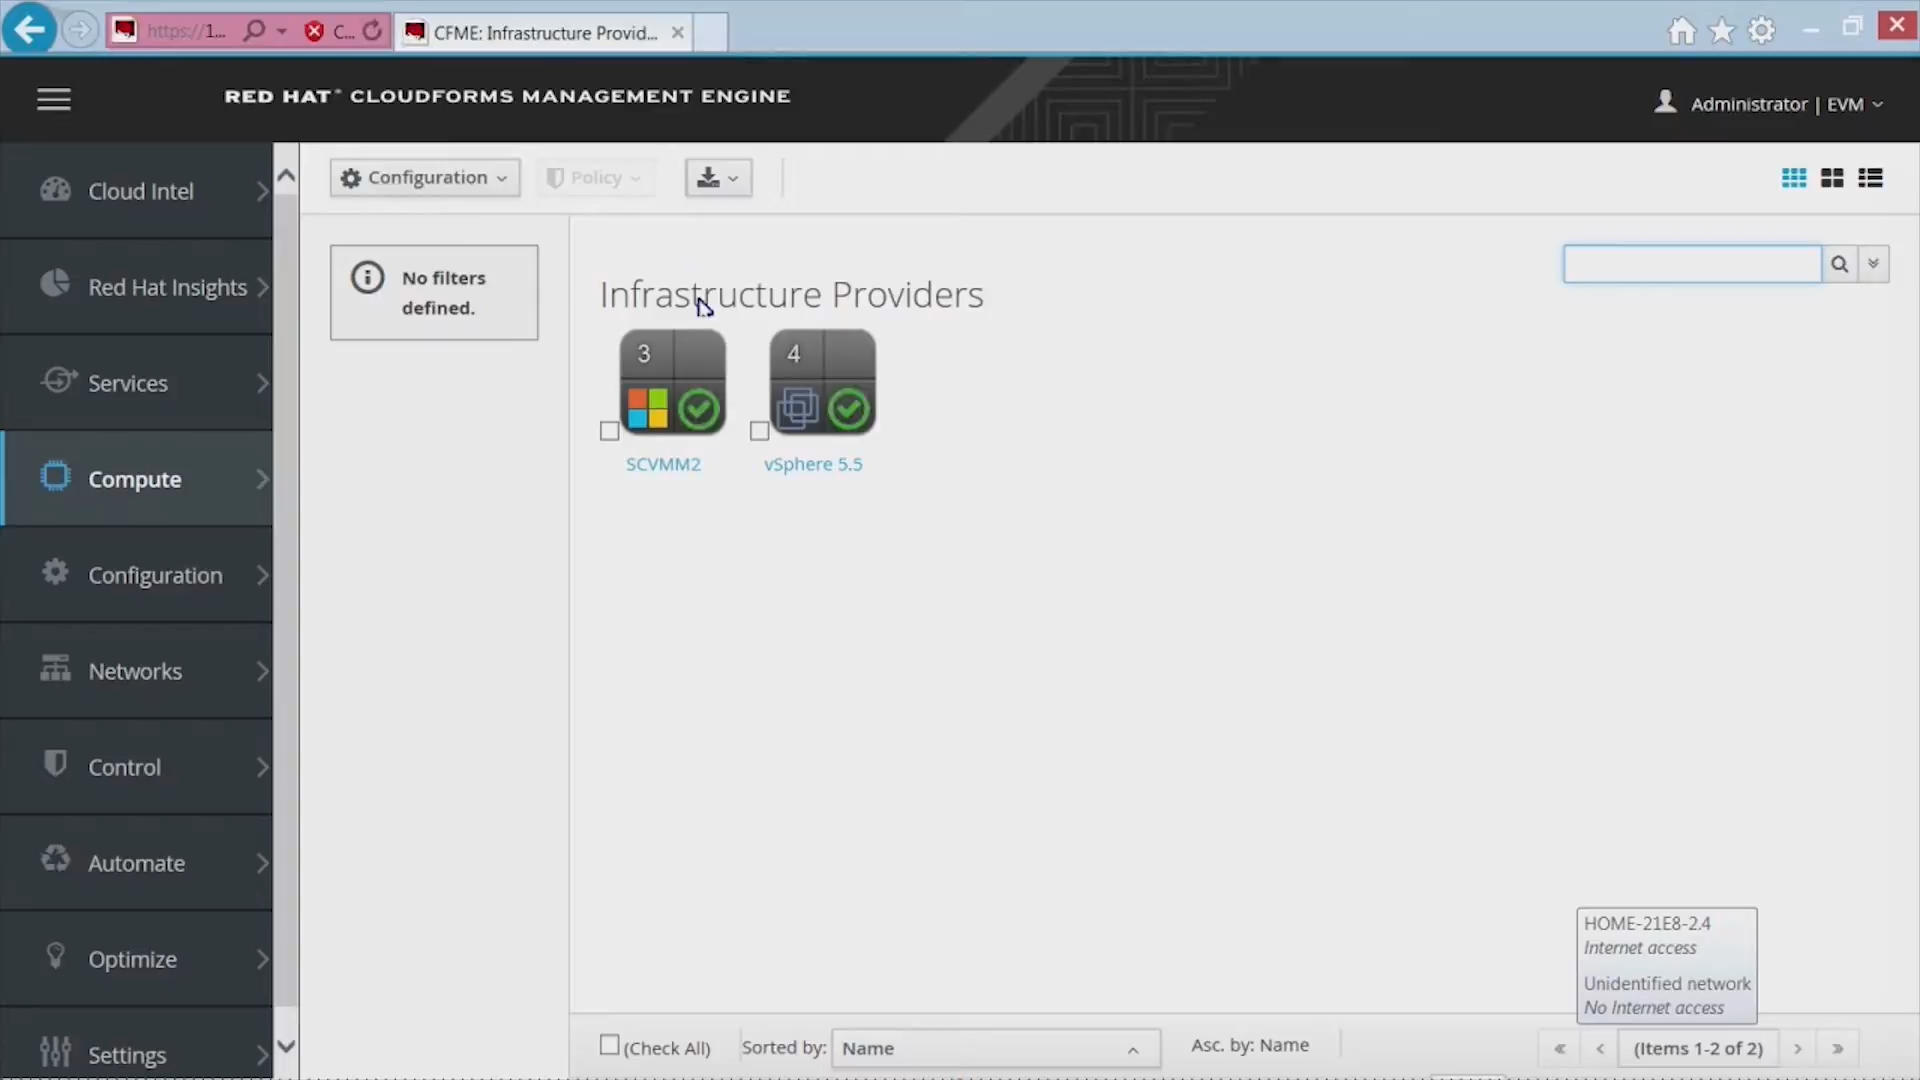 https://1...
C...
CFME: Infrastructure Provid...
RED HAT® CLOUDFORMS MANAGEMENT ENGINE
Administrator | EVM
Cloud Intel
Red Hat Insights
Services
Compute
Configuration
Networks
Control
Automate
Optimize
Settings
Configuration
Policy
No filters
defined.
Infrastructure Providers
3
4
SCVMM2
vSphere 5.5
HOME-21E8-2.4
Internet access
Unidentified network
No Internet access
(Check All)
Sorted by:
Name
Asc. by: Name
(Items 1-2 of 2)